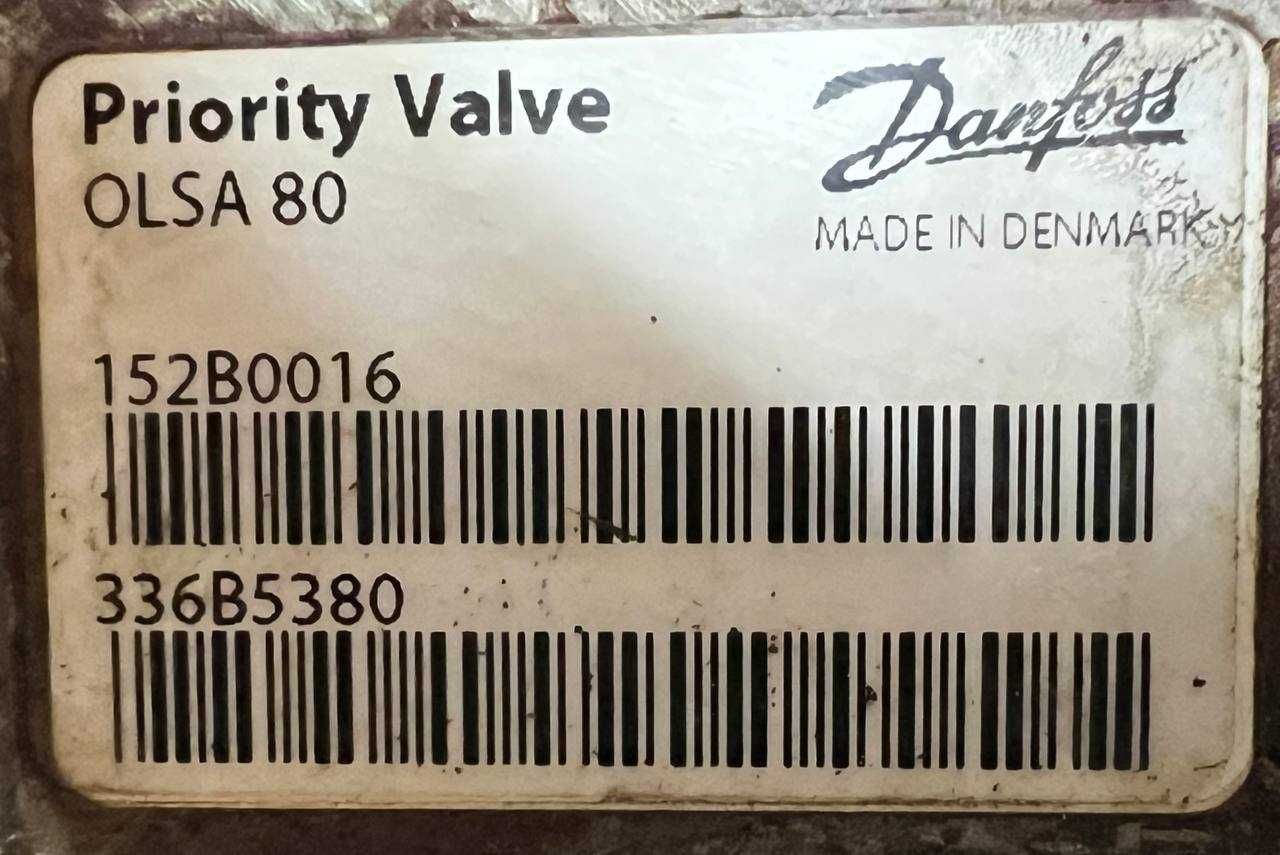 Priority Valve
OLSA 80
Danfoss
MADE IN DENMARK
152B0016
336B5380